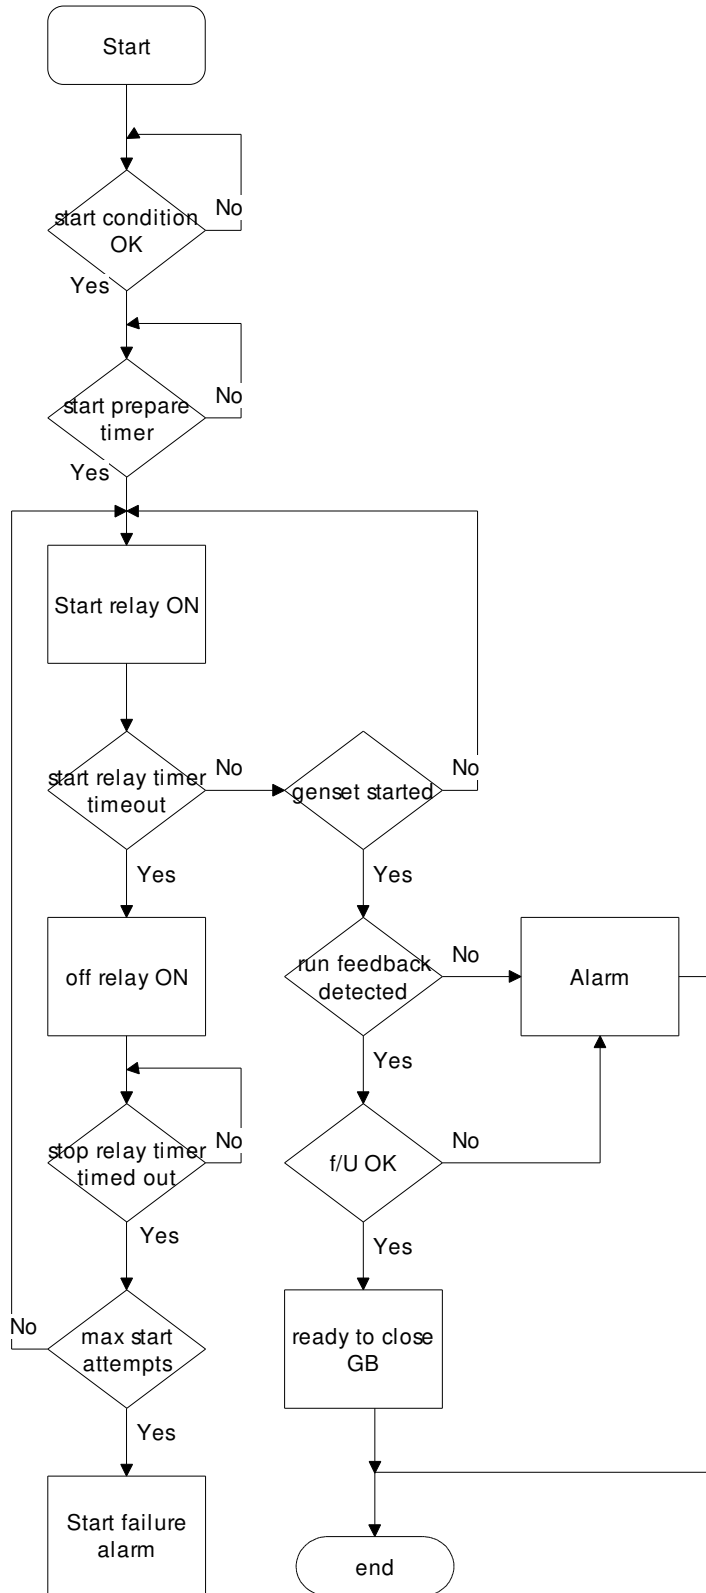 Start
start condition
OK
No
Yes
start prepare
timer
No
Yes
Start relay ON
start relay timer
timeout
No
genset started
No
Yes
Yes
off relay ON
run feedback
detected
No
Alarm
Yes
stop relay timer
timed out
No
f/U OK
No
Yes
Yes
max start
attempts
No
ready to close
GB
Yes
Start failure
alarm
end